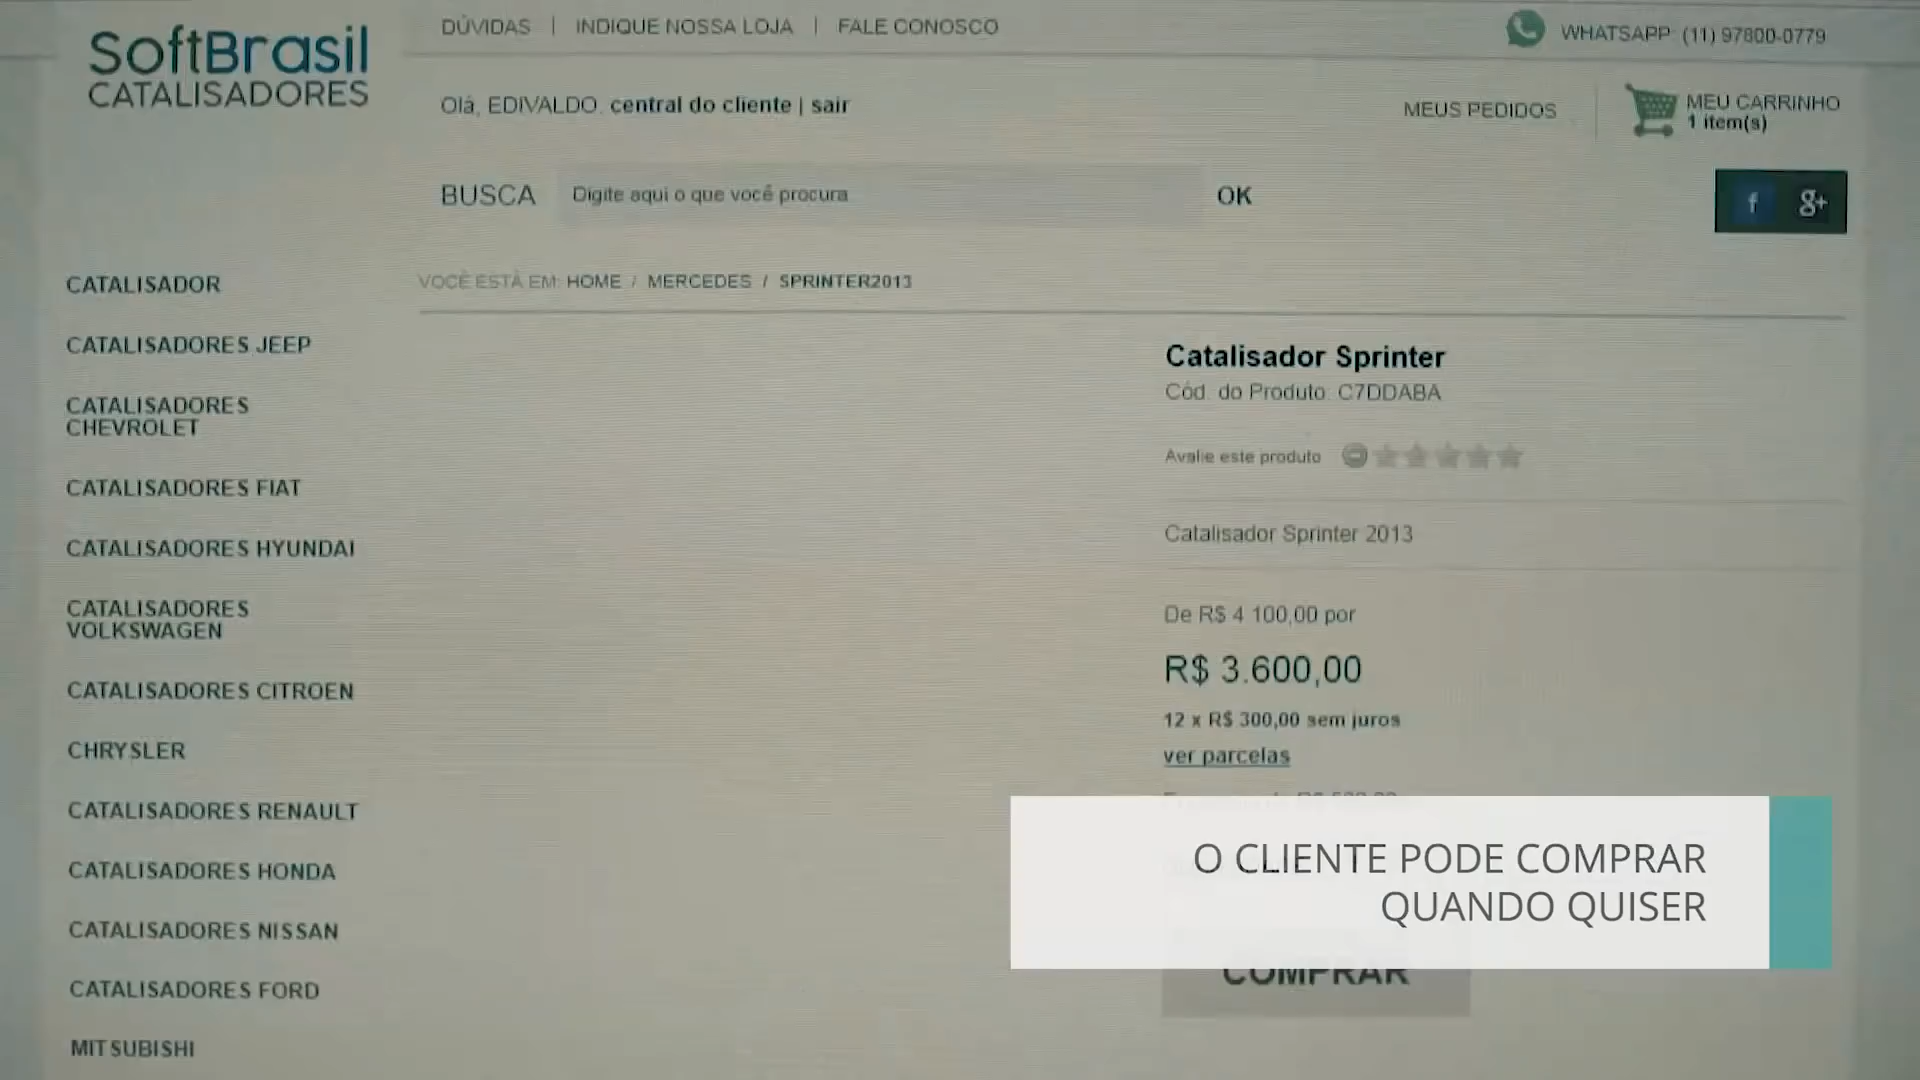 SoftBrasil
CATALISADORES
DÚVIDAS | INDIQUE NOSSA LOJA | FALE CONOSCO
WHATSAPP: (11) 97800-0779
Olá, EDIVALDO. central do cliente | sair
MEUS PEDIDOS
MEU CARRINHO
1 item(s)
BUSCA
Digite aqui o que você procura
OK
f g+
VOCÊ ESTÁ EM: HOME / MERCEDES / SPRINTER2013
CATALISADOR
CATALISADORES JEEP
CATALISADORES
CHEVROLET
CATALISADORES FIAT
CATALISADORES HYUNDAI
CATALISADORES
VOLKSWAGEN
CATALISADORES CITROEN
CHRYSLER
CATALISADORES RENAULT
CATALISADORES HONDA
CATALISADORES NISSAN
CATALISADORES FORD
MITSUBISHI
Catalisador Sprinter
Cód. do Produto: C7DDABA
Avalie este produto
Catalisador Sprinter 2013
De R$ 4.100,00 por
R$ 3.600,00
12 x R$ 300,00 sem juros
ver parcelas
O CLIENTE PODE COMPRAR
QUANDO QUISER
COMPRAR